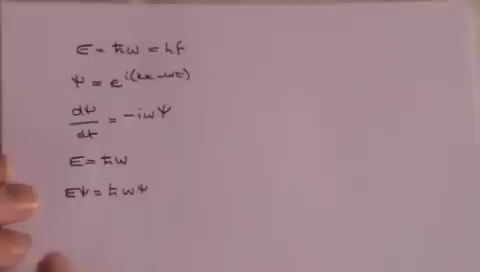 E = ħω = hf
Ψ = e^{i(kx-ωt)}
dΨ/dt = -iωΨ
E = ħω
EΨ = ħωΨ